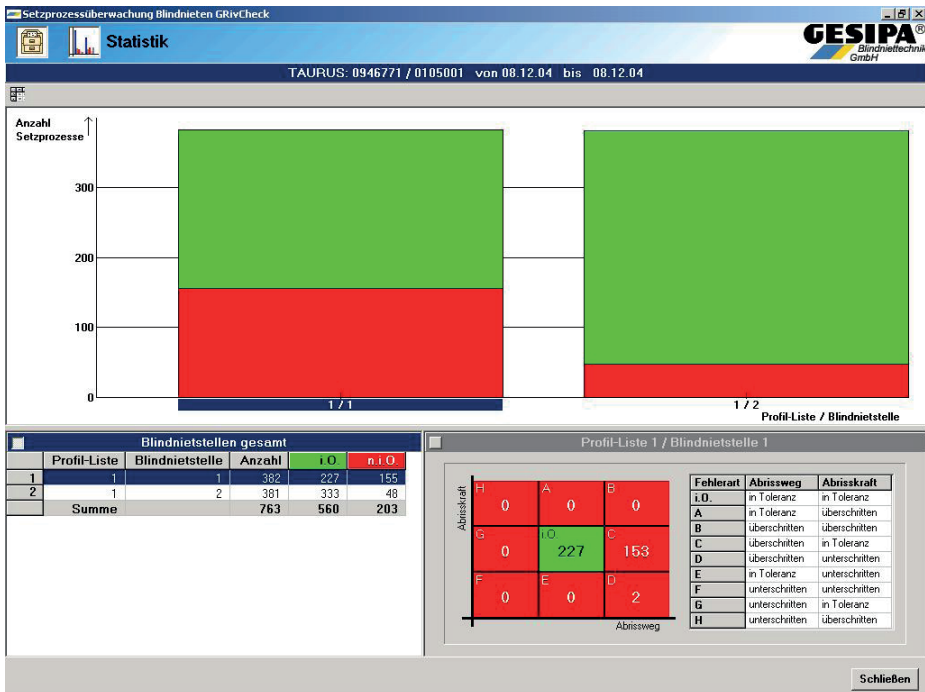 Setzprozessüberwachung Blindnieten GRivCheck
Statistik
GESIPA®
Blindniettechnik
GmbH
TAURUS: 0946771 / 0105001 von 08.12.04 bis 08.12.04
Anzahl
Setzprozesse
300
200
100
0
1 / 1
1 / 2
Profil-Liste / Blindnietstelle
Blindnietstellen gesamt
Profil-Liste Blindnietstelle Anzahl i.O. n.i.O.
1 1 1 382 227 155
2 1 2 381 333 48
Summe 763 560 203
Profil-Liste 1 / Blindnietstelle 1
Abrisskraft
H 0 A 0 B 0
G 0 i.O. 227 C 153
F 0 E 0 D 2
Abrissweg
Fehlerart Abrissweg Abrisskraft
i.O. in Toleranz in Toleranz
A in Toleranz überschritten
B überschritten überschritten
C überschritten in Toleranz
D überschritten unterschritten
E in Toleranz unterschritten
F unterschritten unterschritten
G unterschritten in Toleranz
H unterschritten überschritten
Schließen